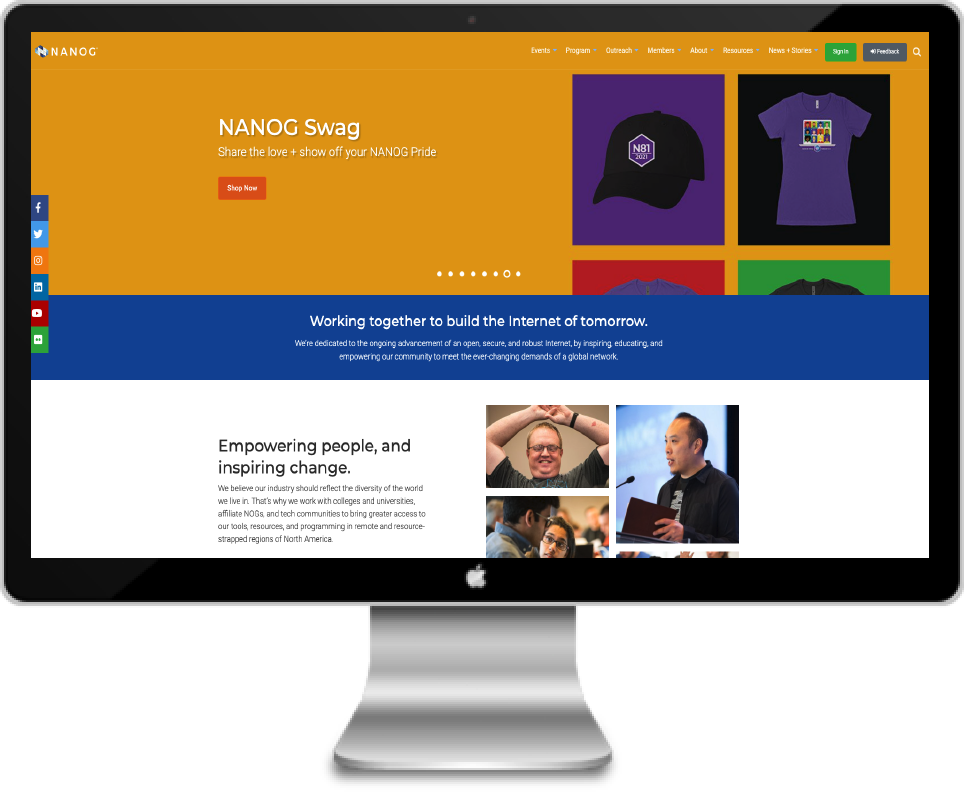 NANOG
Events Program Outreach Members About Resources News + Stories Sign In Feedback
NANOG Swag
Share the love + show off your NANOG Pride
Shop Now
N81
2021
Working together to build the Internet of tomorrow.
We're dedicated to the ongoing advancement of an open, secure, and robust Internet, by inspiring, educating, and
empowering our community to meet the ever-changing demands of a global network.
Empowering people, and
inspiring change.
We believe our industry should reflect the diversity of the world
we live in. That's why we work with colleges and universities,
affiliate NOGs, and tech communities to bring greater access to
our tools, resources, and programming in remote and resource-
strapped regions of North America.